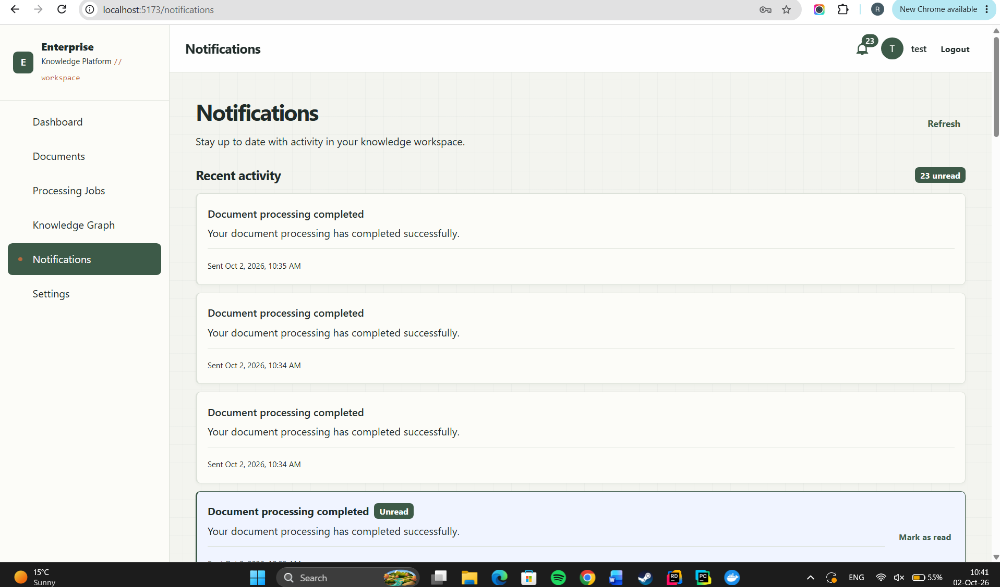 localhost:5173/notifications
R
New Chrome available
E
Enterprise
Knowledge Platform //
workspace
Dashboard
Documents
Processing Jobs
Knowledge Graph
Notifications
Settings
Notifications
23
T
test
Logout
Notifications
Stay up to date with activity in your knowledge workspace.
Refresh
Recent activity
23 unread
Document processing completed
Your document processing has completed successfully.
Sent Oct 2, 2026, 10:35 AM
Document processing completed
Your document processing has completed successfully.
Sent Oct 2, 2026, 10:34 AM
Document processing completed
Your document processing has completed successfully.
Sent Oct 2, 2026, 10:34 AM
Document processing completed
Unread
Your document processing has completed successfully.
Mark as read
15°C
Sunny
Search
W
RD
PC
ENG
55%
10:41
02-Oct-26